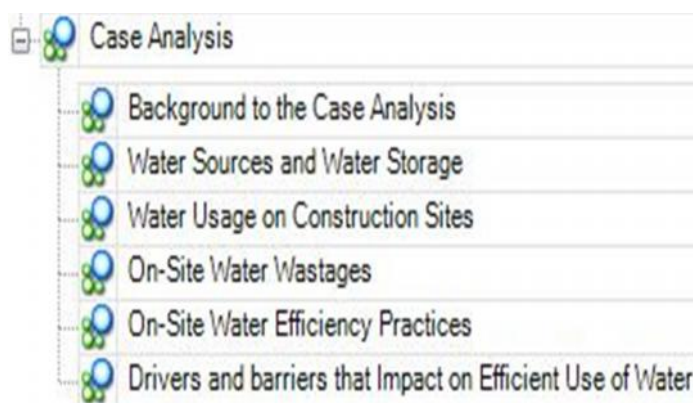 Case Analysis
Background to the Case Analysis
Water Sources and Water Storage
Water Usage on Construction Sites
On-Site Water Wastages
On-Site Water Efficiency Practices
Drivers and barriers that Impact on Efficient Use of Water